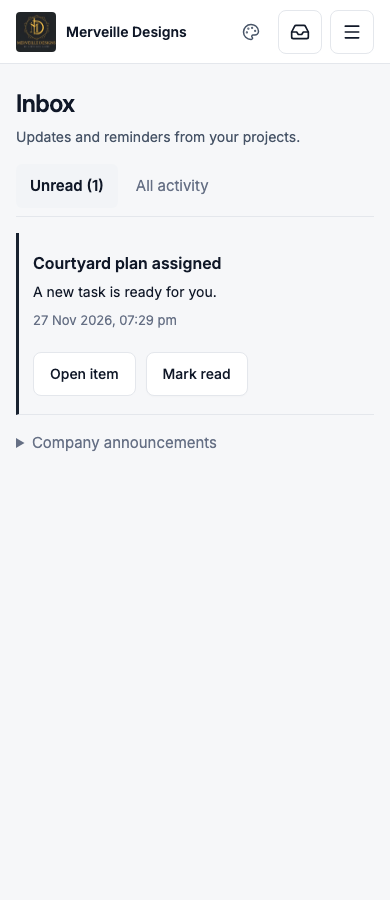 Merveille Designs
Inbox
Updates and reminders from your projects.
Unread (1)
All activity
Courtyard plan assigned
A new task is ready for you.
27 Nov 2026, 07:29 pm
Open item
Mark read
Company announcements